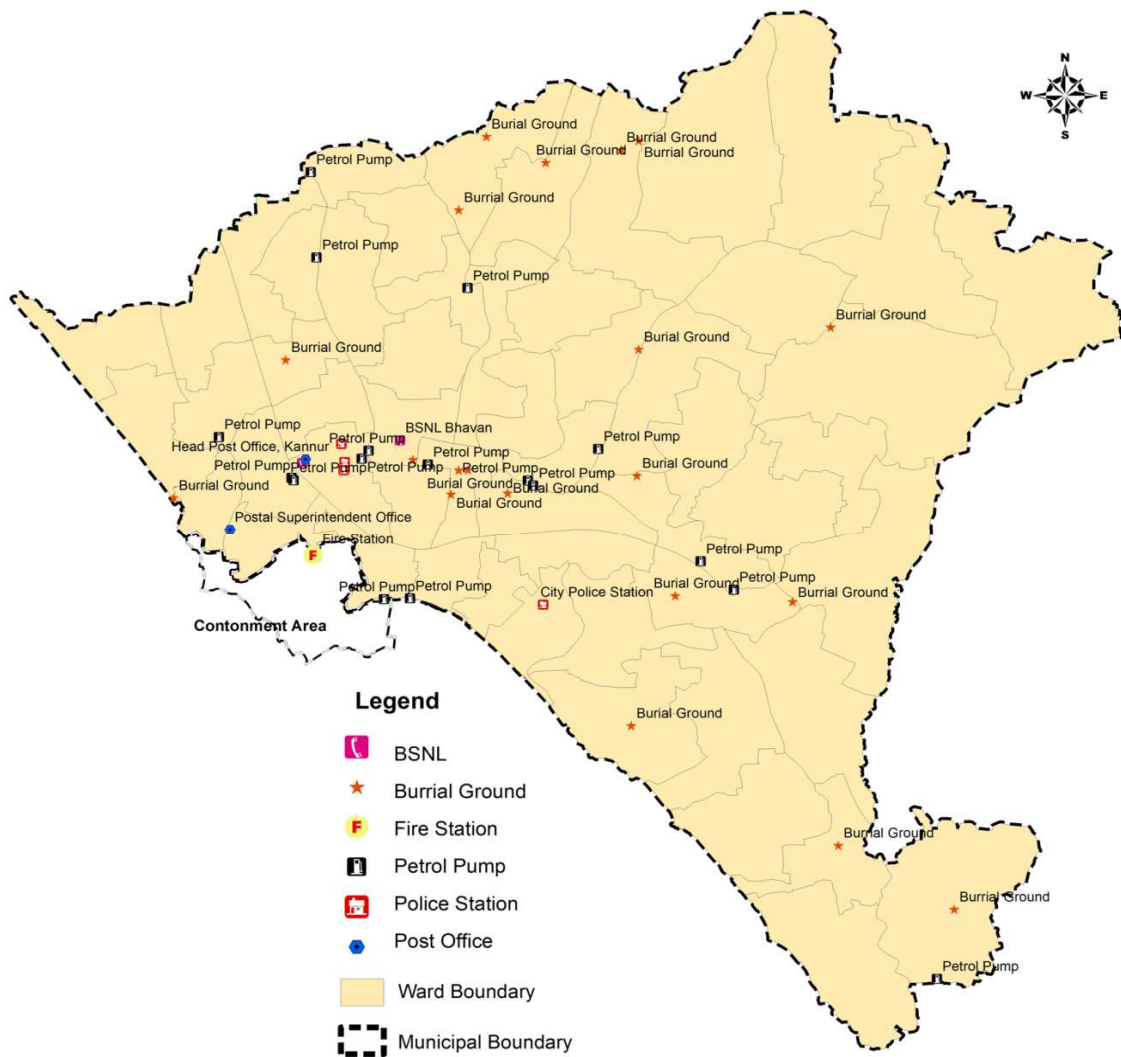 N
W E
S
Burial Ground
Burrial Ground
Burrial Ground
Burrial Ground
Petrol Pump
Burrial Ground
Petrol Pump
Petrol Pump
Burrial Ground
Burial Ground
Burrial Ground
Petrol Pump
BSNL Bhavan
Head Post Office, Kannur
Petrol Pump
Petrol Pump
Petrol Pump
Petrol Pump
Petrol Pump
Petrol Pump
Petrol Pump
Petrol Pump
Burial Ground
Burrial Ground
Burial Ground
Burial Ground
Burial Ground
Postal Superintendent Office
Fire Station
F
Petrol Pump
Petrol Pump
Petrol Pump
Petrol Pump
City Police Station
Burial Ground
Burrial Ground
Contonment Area
Burial Ground
Burrial Ground
Burrial Ground
Petrol Pump
Legend
BSNL
Burrial Ground
F Fire Station
Petrol Pump
Police Station
Post Office
Ward Boundary
Municipal Boundary